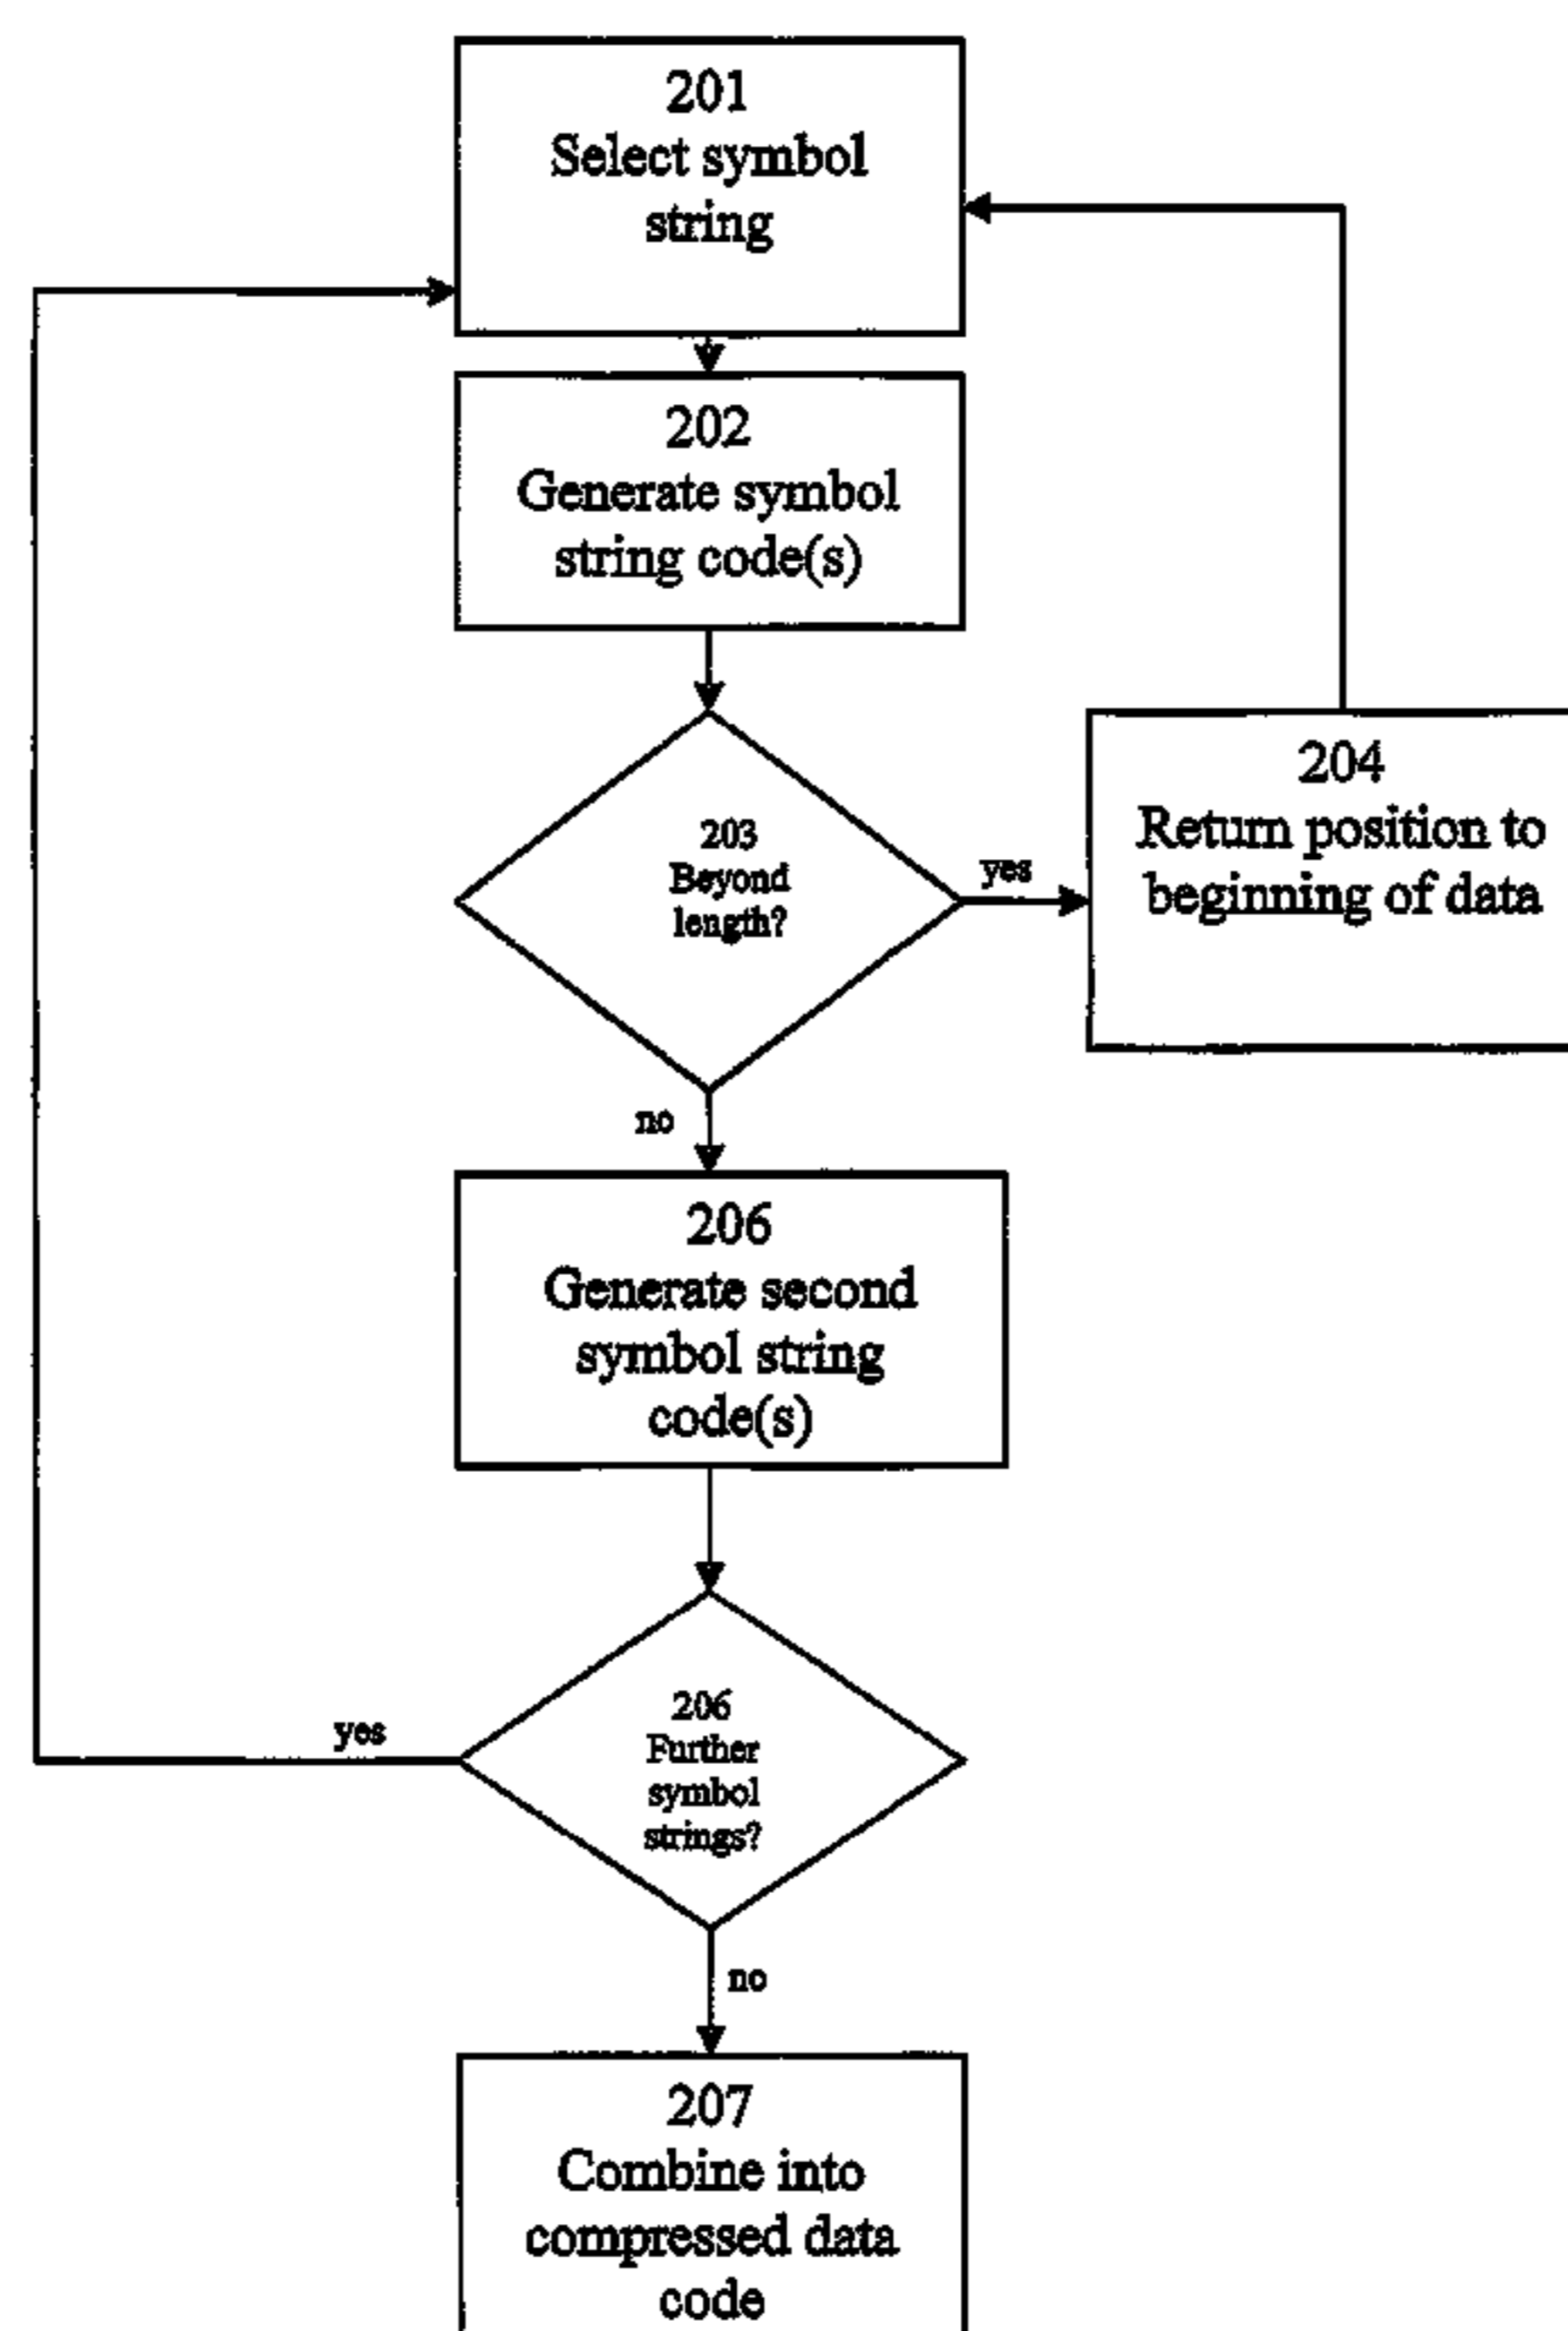 201
Select symbol
string
202
Generate symbol
string code(s)
203
Beyond
length?
yes
204
Return position to
beginning of data
no
206
Generate second
symbol string
code(s)
206
Further
symbol
strings?
yes
no
207
Combine into
compressed data
code